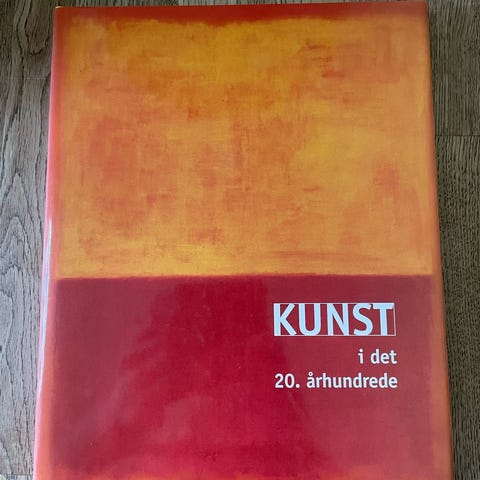 KUNST
i det
20. århundrede